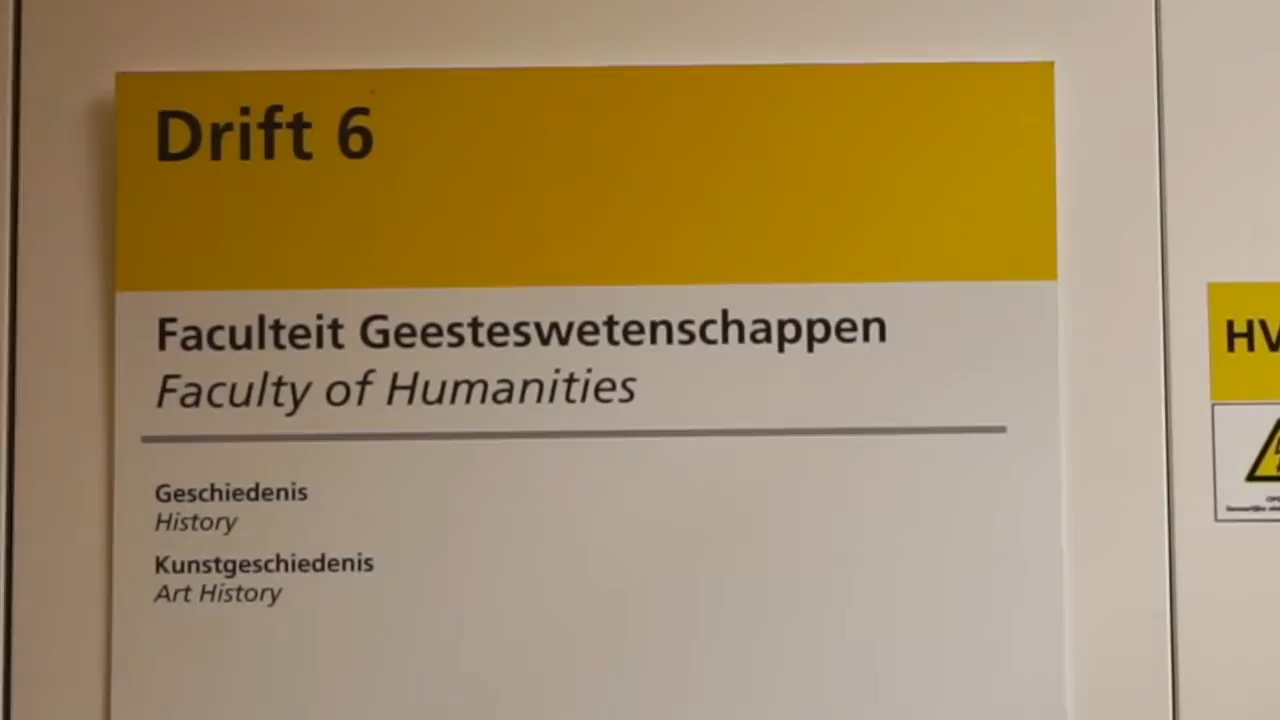 Drift 6
Faculteit Geesteswetenschappen
Faculty of Humanities
Geschiedenis
History
Kunstgeschiedenis
Art History
HV